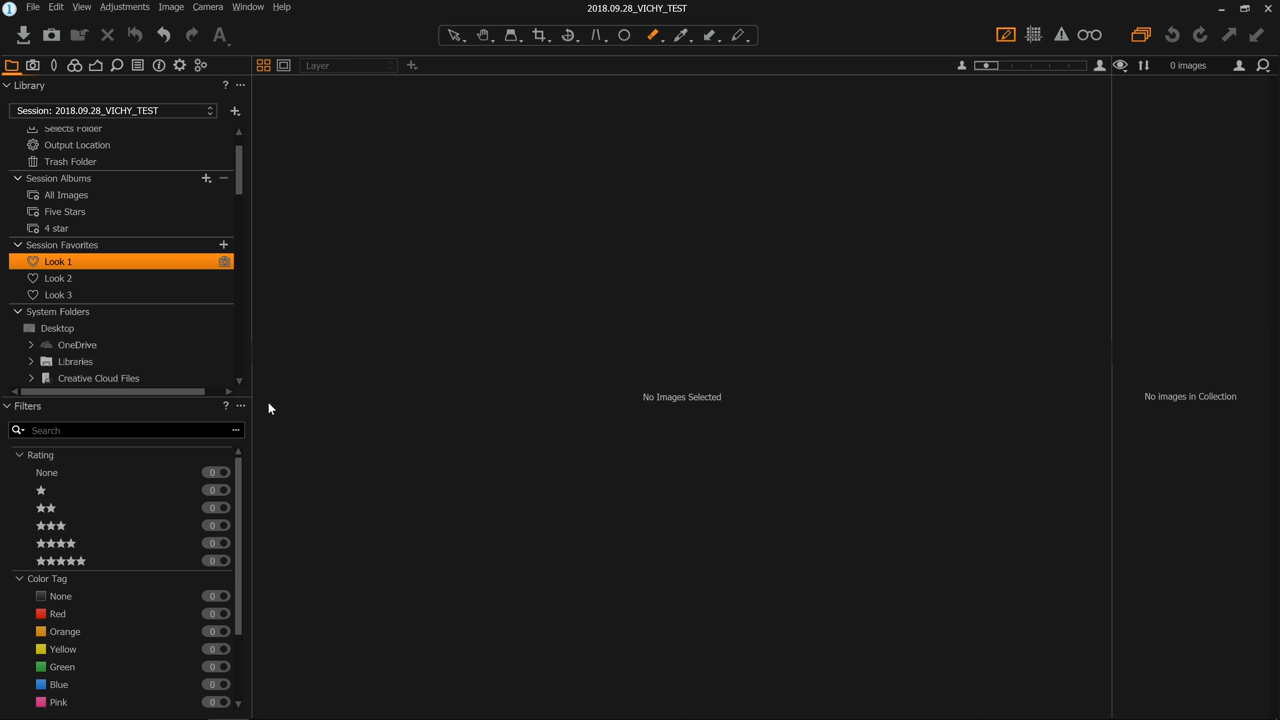 File Edit View Adjustments Image Camera Window Help
2018.09.28_VICHY_TEST
Layer
0 images
Library
?
Session: 2018.09.28_VICHY_TEST
Selects Folder
Output Location
Trash Folder
Session Albums
All Images
Five Stars
4 star
Session Favorites
Look 1
Look 2
Look 3
System Folders
Desktop
OneDrive
Libraries
Creative Cloud Files
Filters
?
Search
Rating
None 0
0
0
0
0
0
Color Tag
None 0
Red 0
Orange 0
Yellow 0
Green 0
Blue 0
Pink 0
No Images Selected
No images in Collection